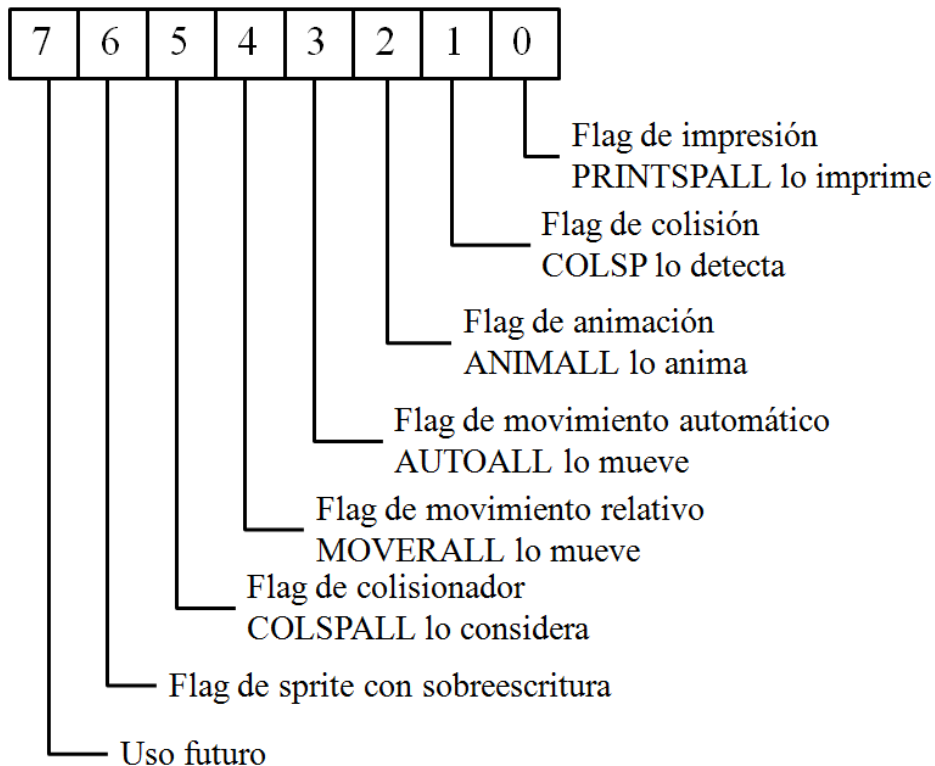 7 6 5 4 3 2 1 0
Flag de impresión
PRINTSPALL lo imprime
Flag de colisión
COLSP lo detecta
Flag de animación
ANIMALL lo anima
Flag de movimiento automático
AUTOALL lo mueve
Flag de movimiento relativo
MOVERALL lo mueve
Flag de colisionador
COLSPALL lo considera
Flag de sprite con sobreescritura
Uso futuro